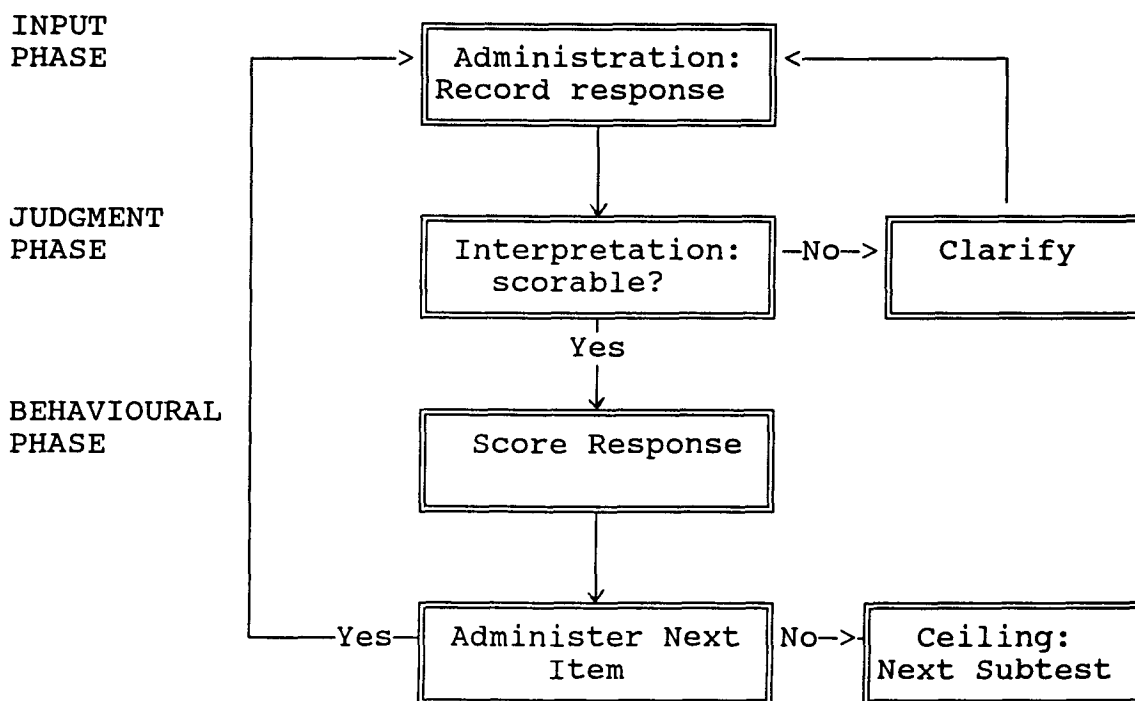 INPUT
PHASE
Administration:
Record response
JUDGMENT
PHASE
Interpretation:
scorable?
No
Clarify
Yes
BEHAVIOURAL
PHASE
Score Response
Yes
Administer Next
Item
No
Ceiling:
Next Subtest